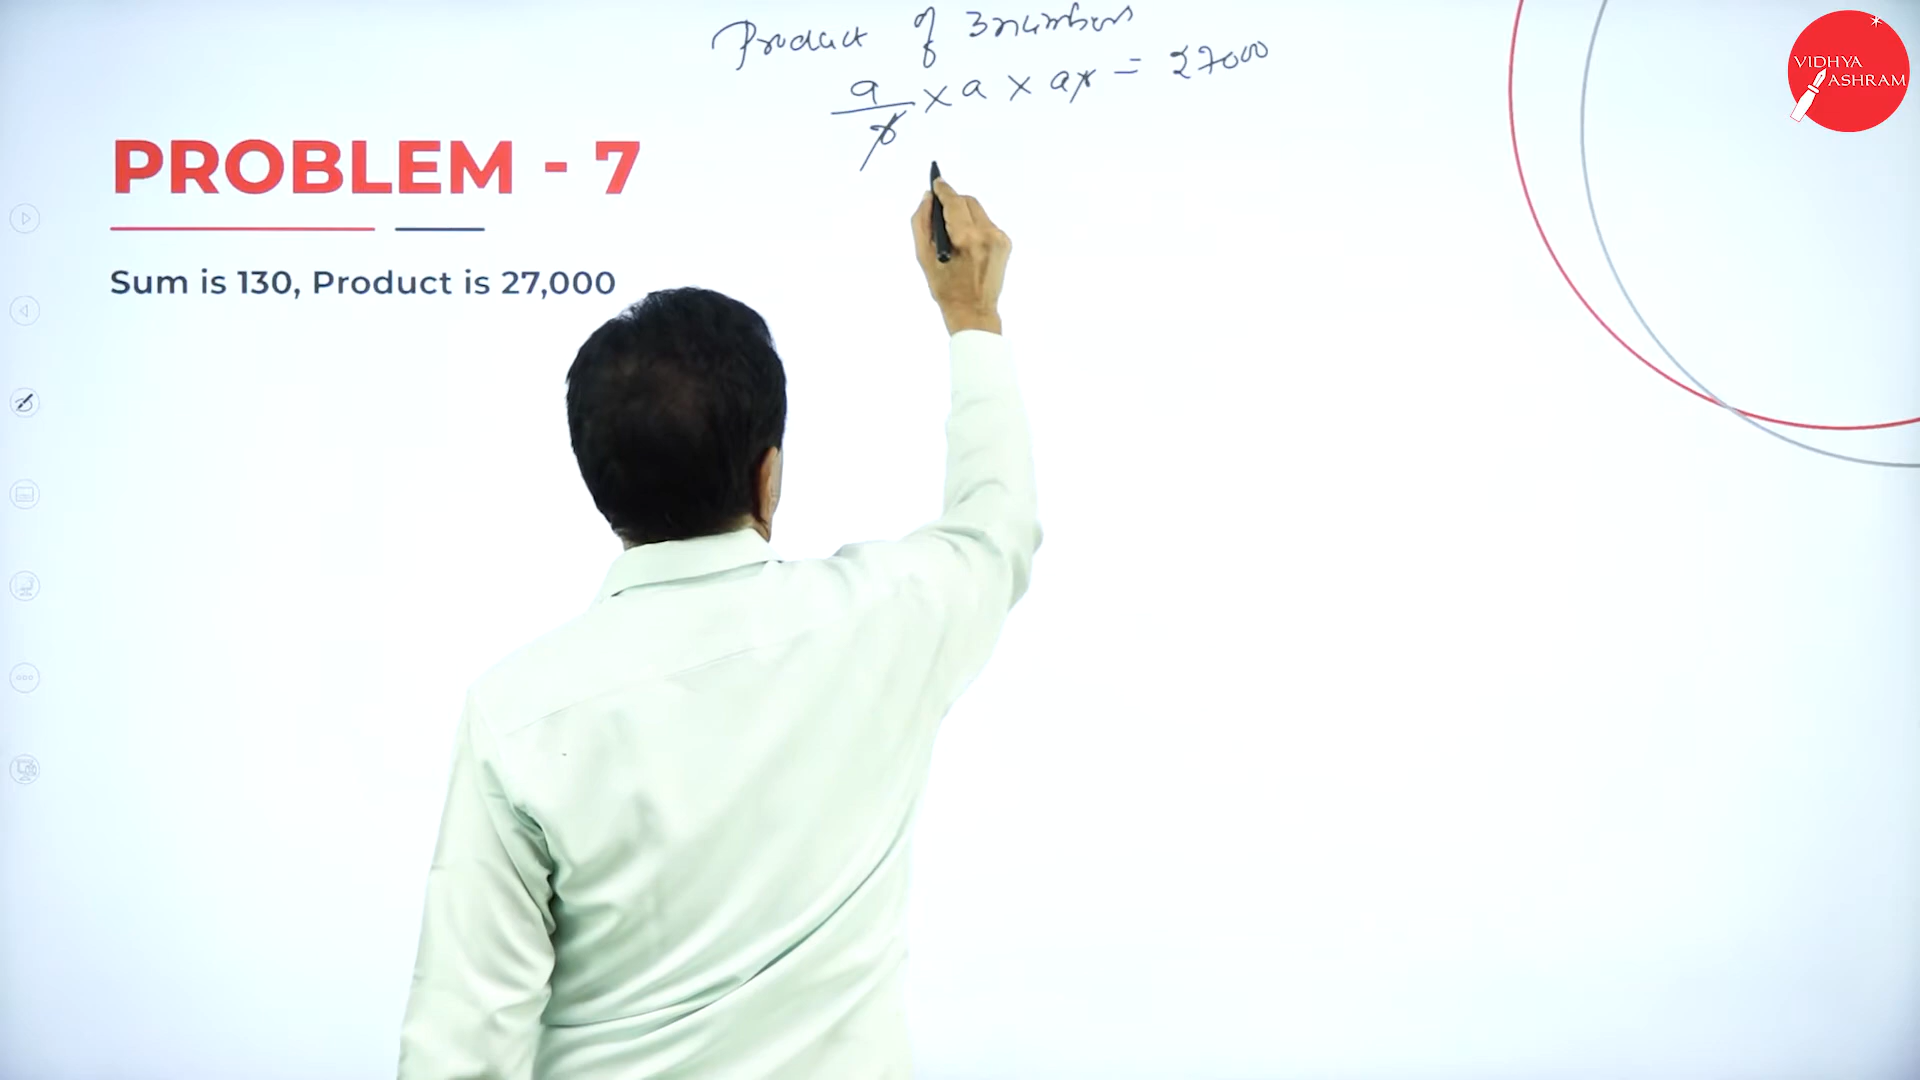 Product of 3 numbers
a/r × a × ar = 27000
VIDHYA
ASHRAM
PROBLEM - 7
Sum is 130, Product is 27,000